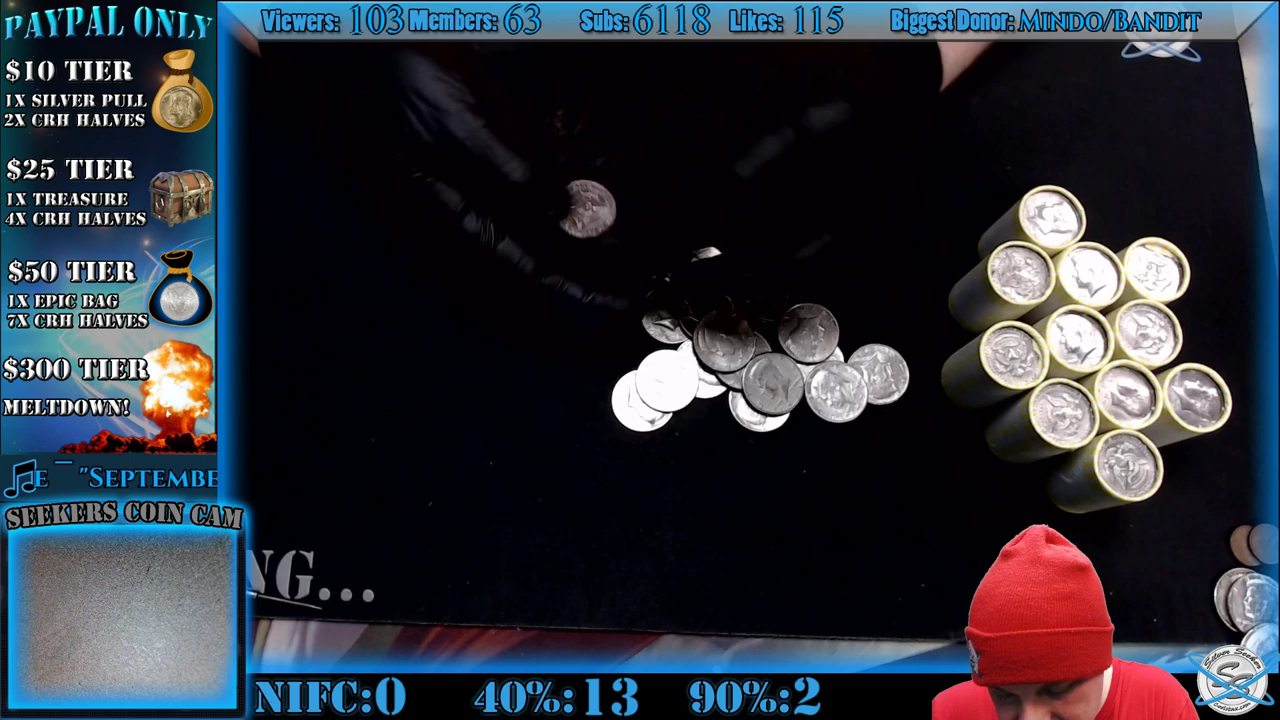 PAYPAL ONLY
$10 TIER
1X SILVER PULL
2X CRH HALVES
$25 TIER
1X TREASURE
4X CRH HALVES
$50 TIER
1X EPIC BAG
7X CRH HALVES
$300 TIER
MELTDOWN!
E ¯ "SEPTEMBE
SEEKERS COIN CAM
Viewers: 103 Members: 63 Subs: 6118 Likes: 115 Biggest Donor: MINDO/BANDIT
NG...
NIFC:0 40%:13 90%:2
Silver Seeker